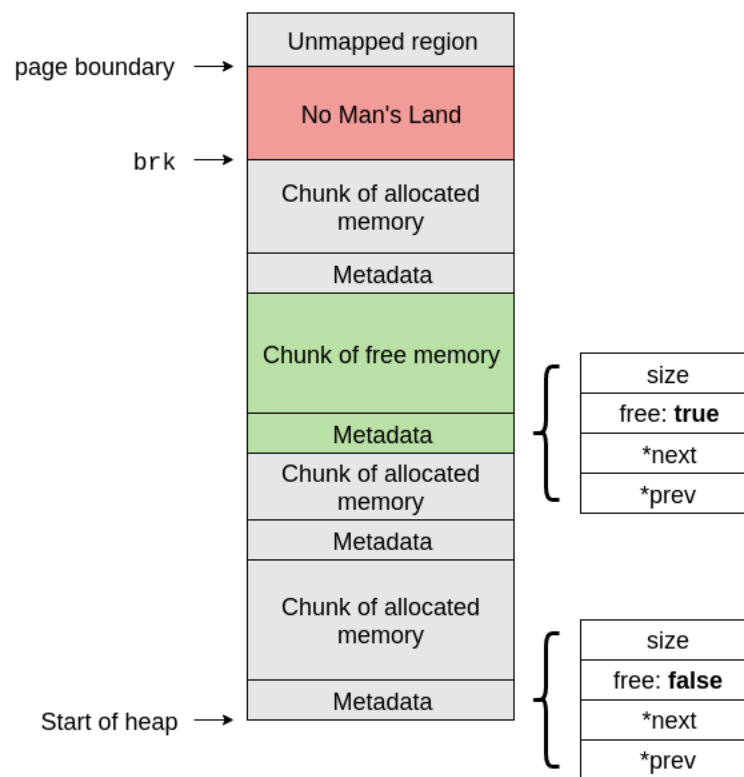 Unmapped region
page boundary
No Man's Land
brk
Chunk of allocated
memory
Metadata
Chunk of free memory
size
free: true
Metadata
*next
Chunk of allocated
memory
*prev
Metadata
Chunk of allocated
memory
size
free: false
Metadata
Start of heap
*next
*prev